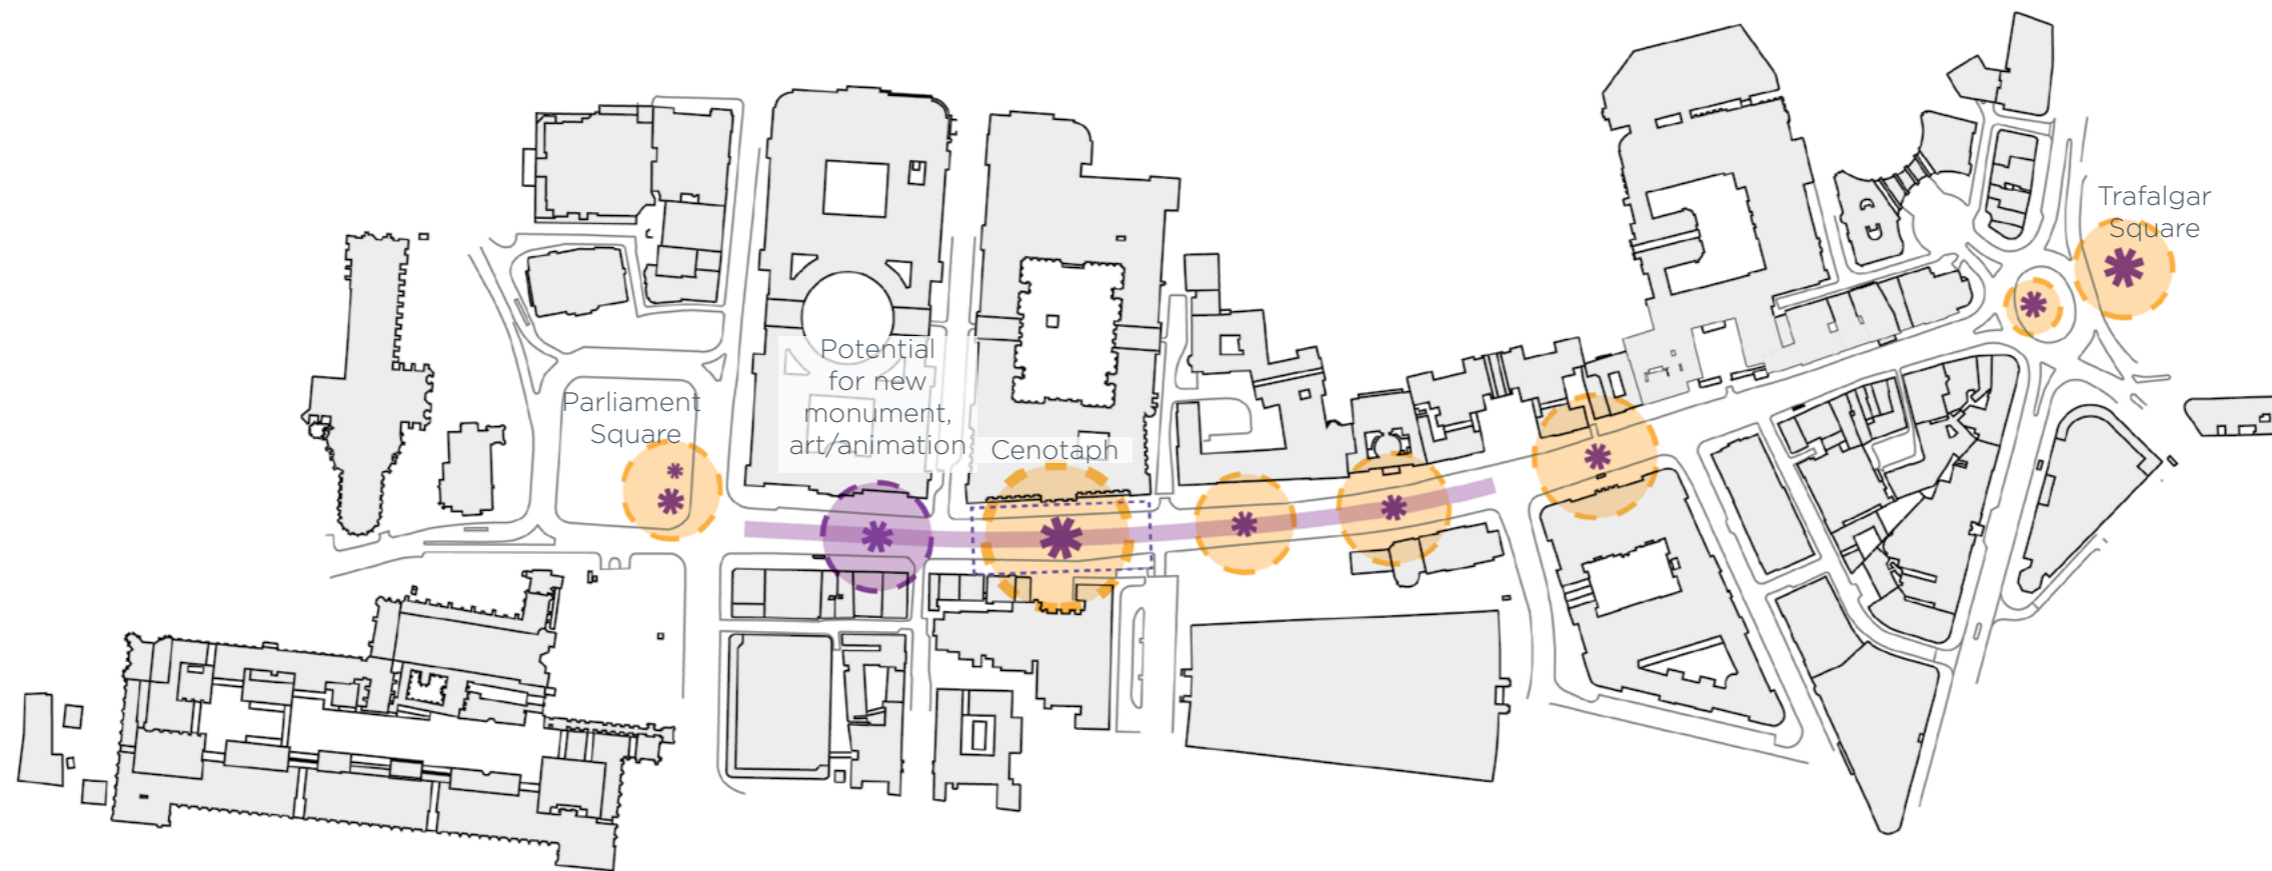 Parliament
Square
Potential
for new
monument,
art/animation
Cenotaph
Trafalgar
Square